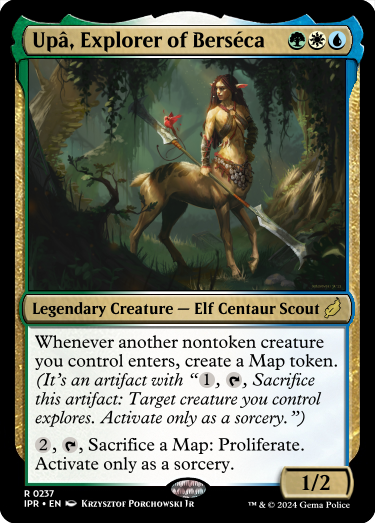 Upâ, Explorer of Berséca
Legendary Creature — Elf Centaur Scout
Whenever another nontoken creature
you control enters, create a Map token.
(It's an artifact with “1, Sacrifice
this artifact: Target creature you control
explores. Activate only as a sorcery.”)
2, Sacrifice a Map: Proliferate.
Activate only as a sorcery.
1/2
R 0237
IPR • EN Krzysztof Porchowski Jr
™ & © 2024 Gema Police